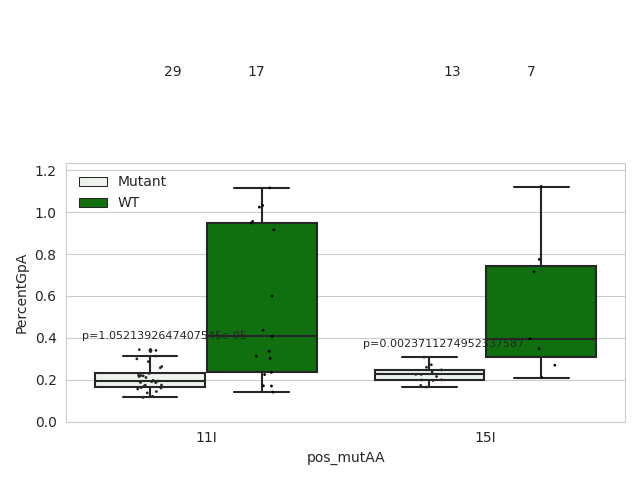 29 17 13 7
1.2
Mutant
WT
1.0
0.8
0.6
0.4
0.2
0.0
PercentGpA
p=1.0521392647407545e-05
p=0.0023711274952337587
11I 15I
pos_mutAA